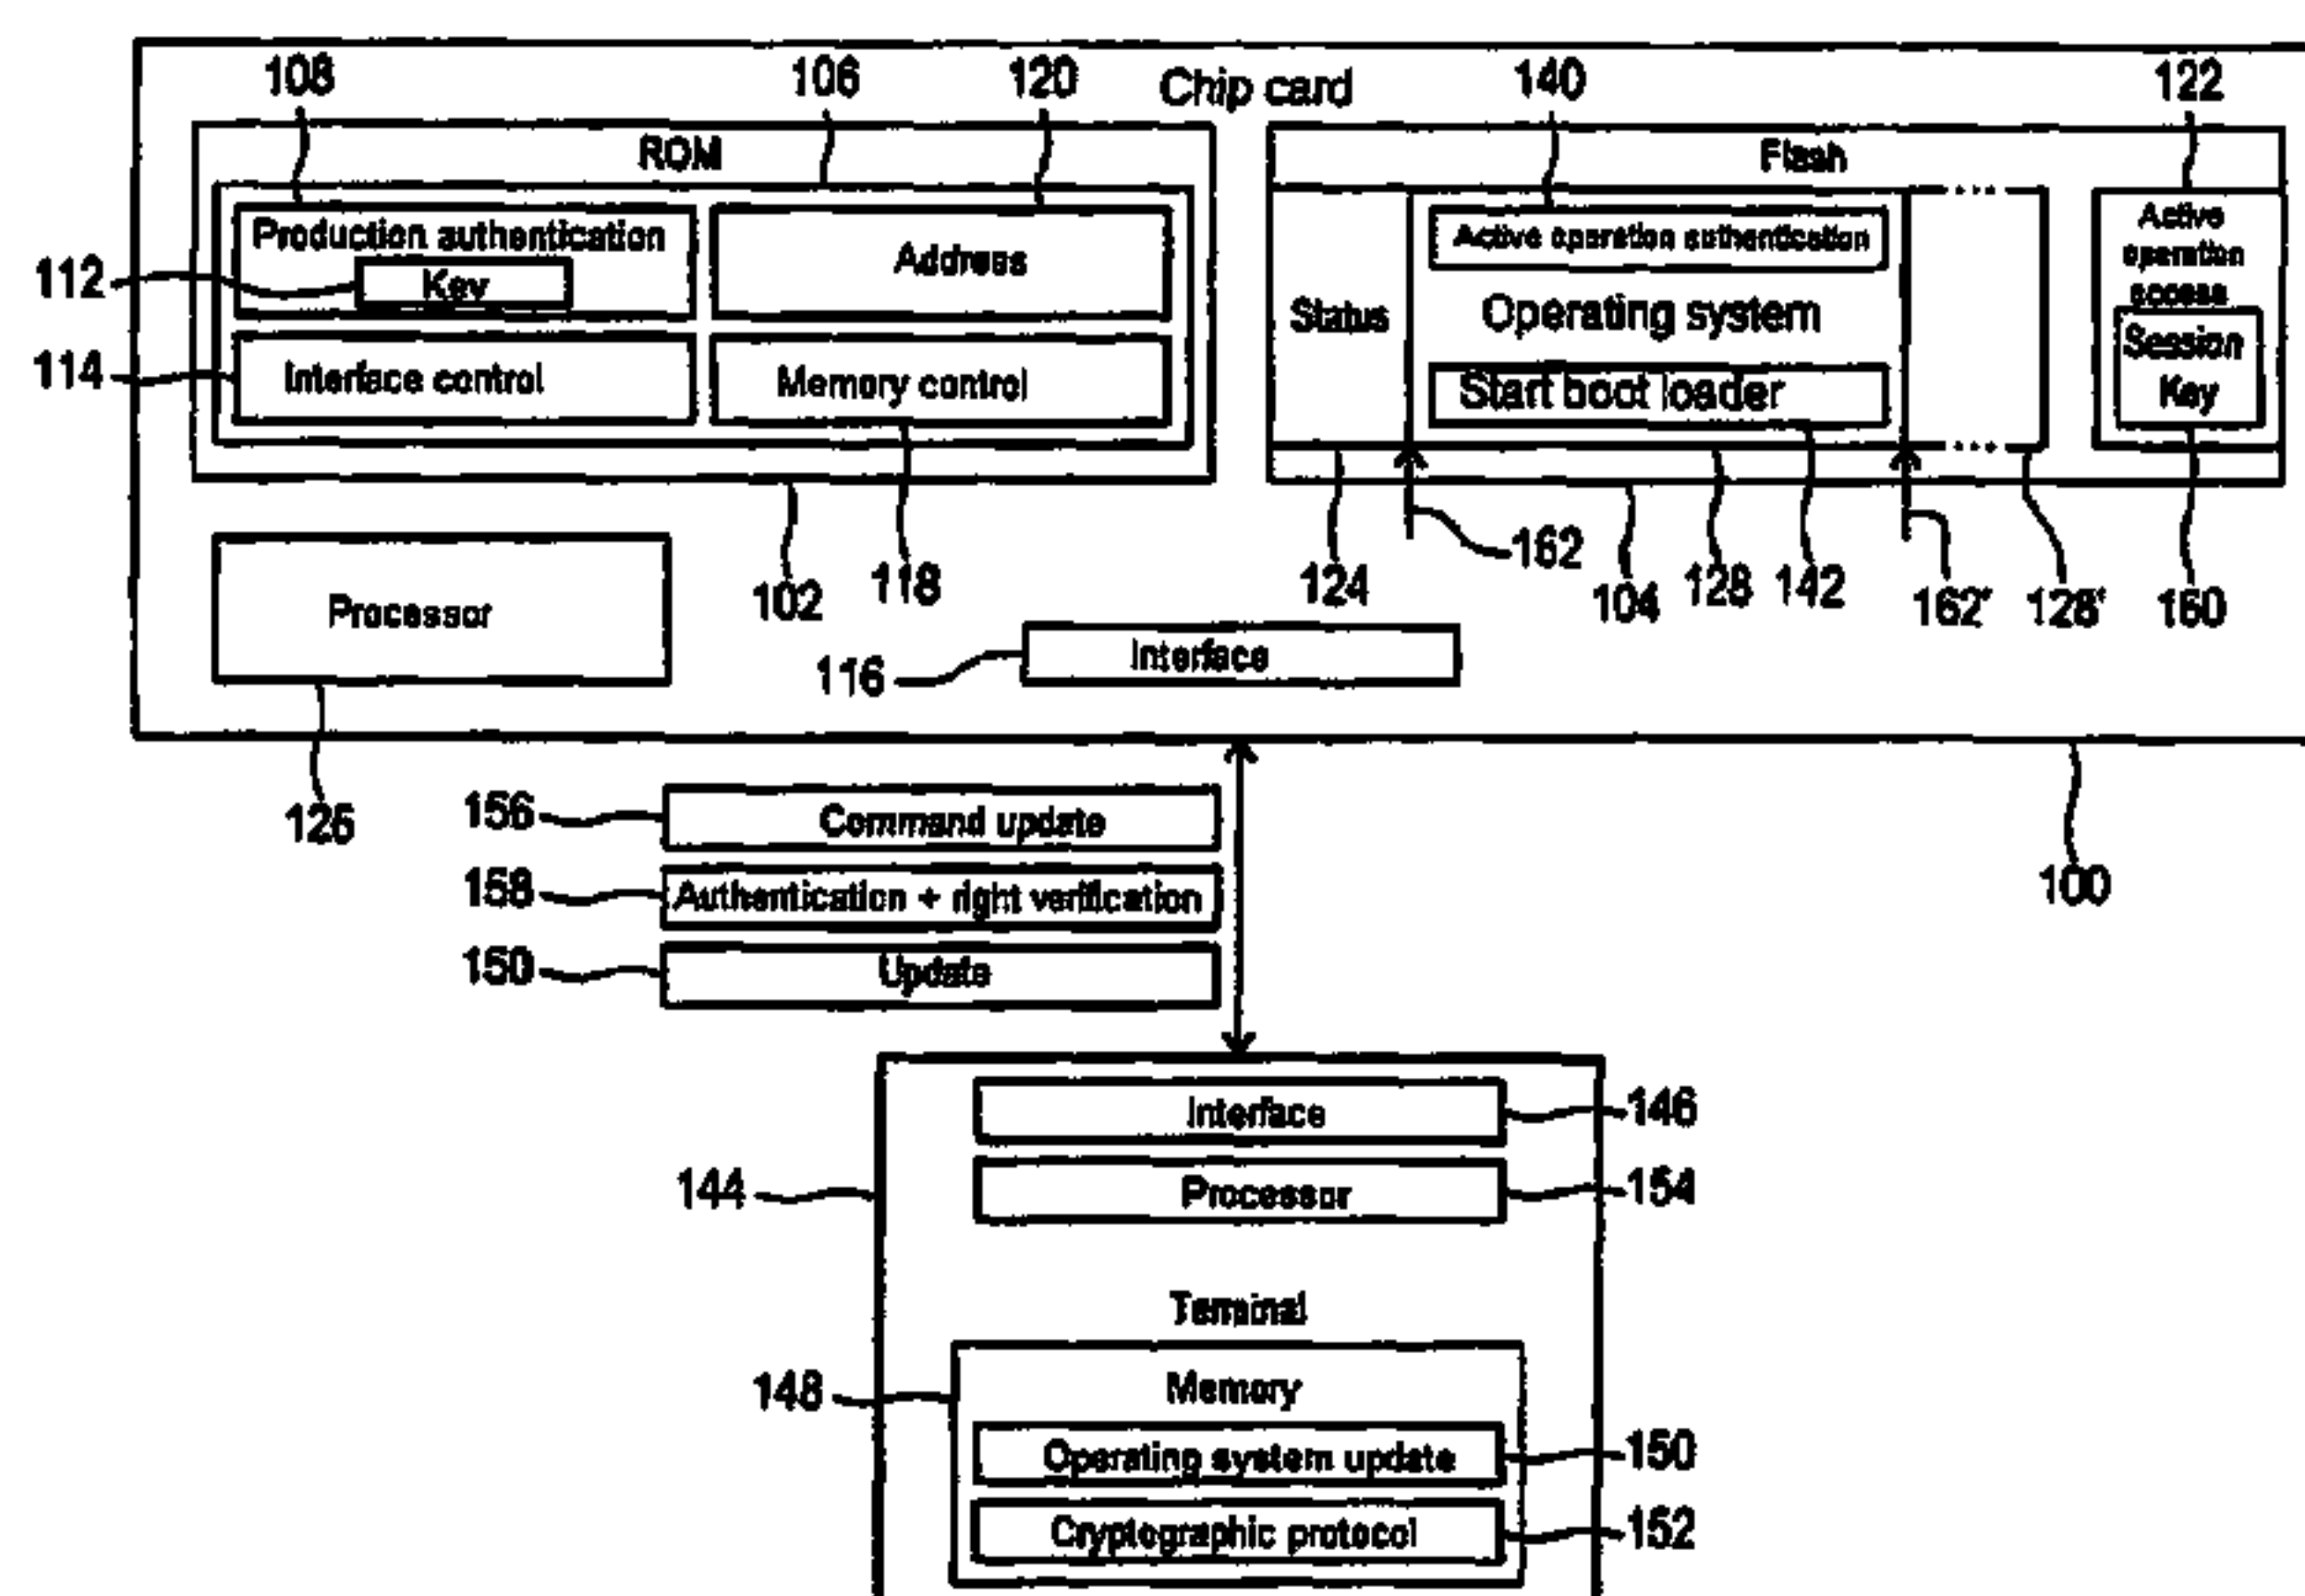 108
106
120
Chip card
140
122
ROM
Flash
Production authentication
Key
112
Address
Interface control
114
Memory control
Status
Active operation authentication
Operating system
Start boot loader
Active
operation
access
Session
Key
102
118
124
162
104
128
142
162'
128'
160
Processor
Interface
116
126
100
156
Command update
158
Authentication + right verification
150
Update
Interface
146
144
Processor
154
Terminal
148
Memory
Operating system update
150
Cryptographic protocol
152